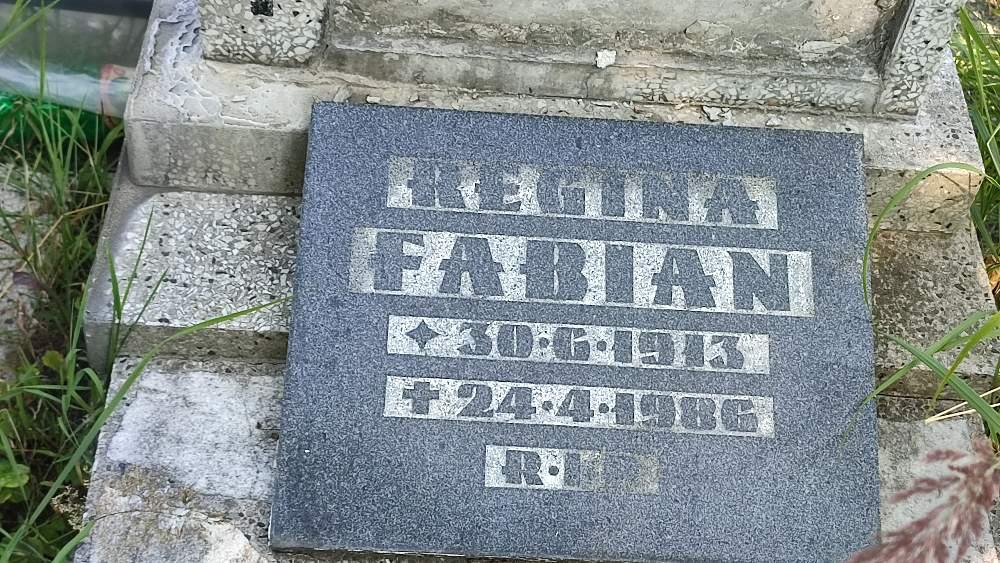 REGINA
FABIAN
✦ 30·6·1913
✝ 24·4·1986
R·I·P